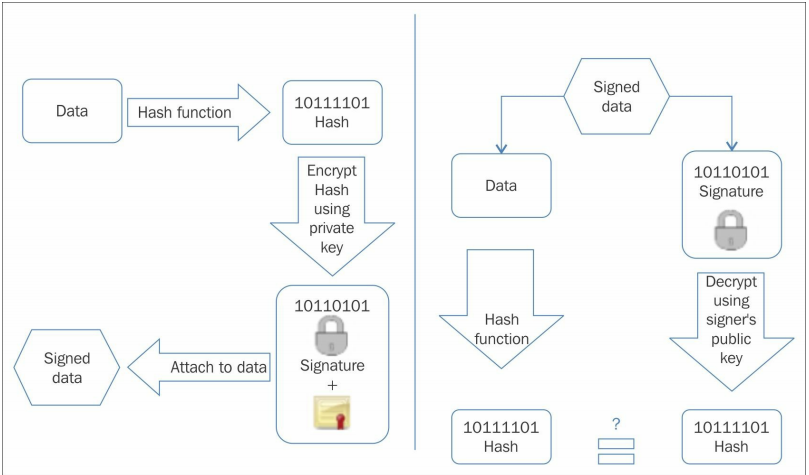 Data
Hash function
10111101
Hash
Encrypt
Hash
using
private
key
10110101
Signature
+
Attach to data
Signed
data
Signed
data
Data
10110101
Signature
Hash
function
Decrypt
using
signer's
public
key
10111101
Hash
?
10111101
Hash